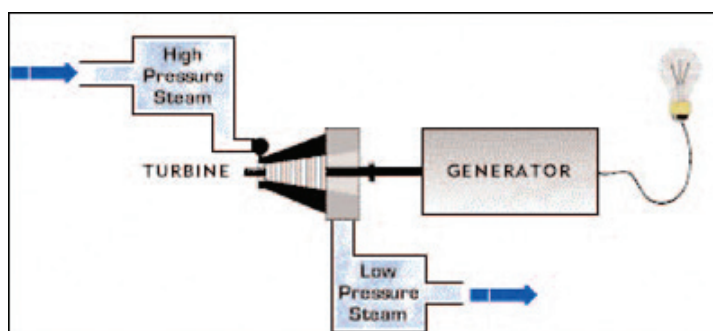 High
Pressure
Steam
TURBINE
GENERATOR
Low
Pressure
Steam